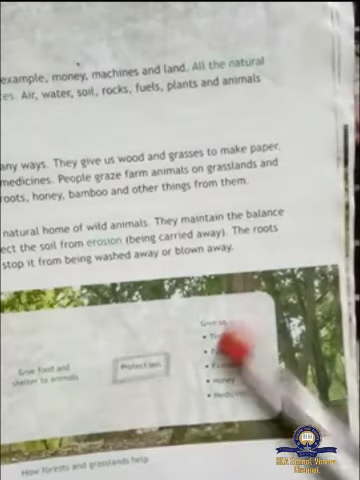 example, money, machines and land. All the natural
es. Air, water, soil, rocks, fuels, plants and animals
any ways. They give us wood and grasses to make paper,
medicines. People graze farm animals on grasslands and
roots, honey, bamboo and other things from them.
natural home of wild animals. They maintain the balance
ect the soil from erosion (being carried away). The roots
stop it from being washed away or blown away.
Give us
Give food and
shelter to animals
Protect soil
• Honey
• Medicine
How forests and grasslands help